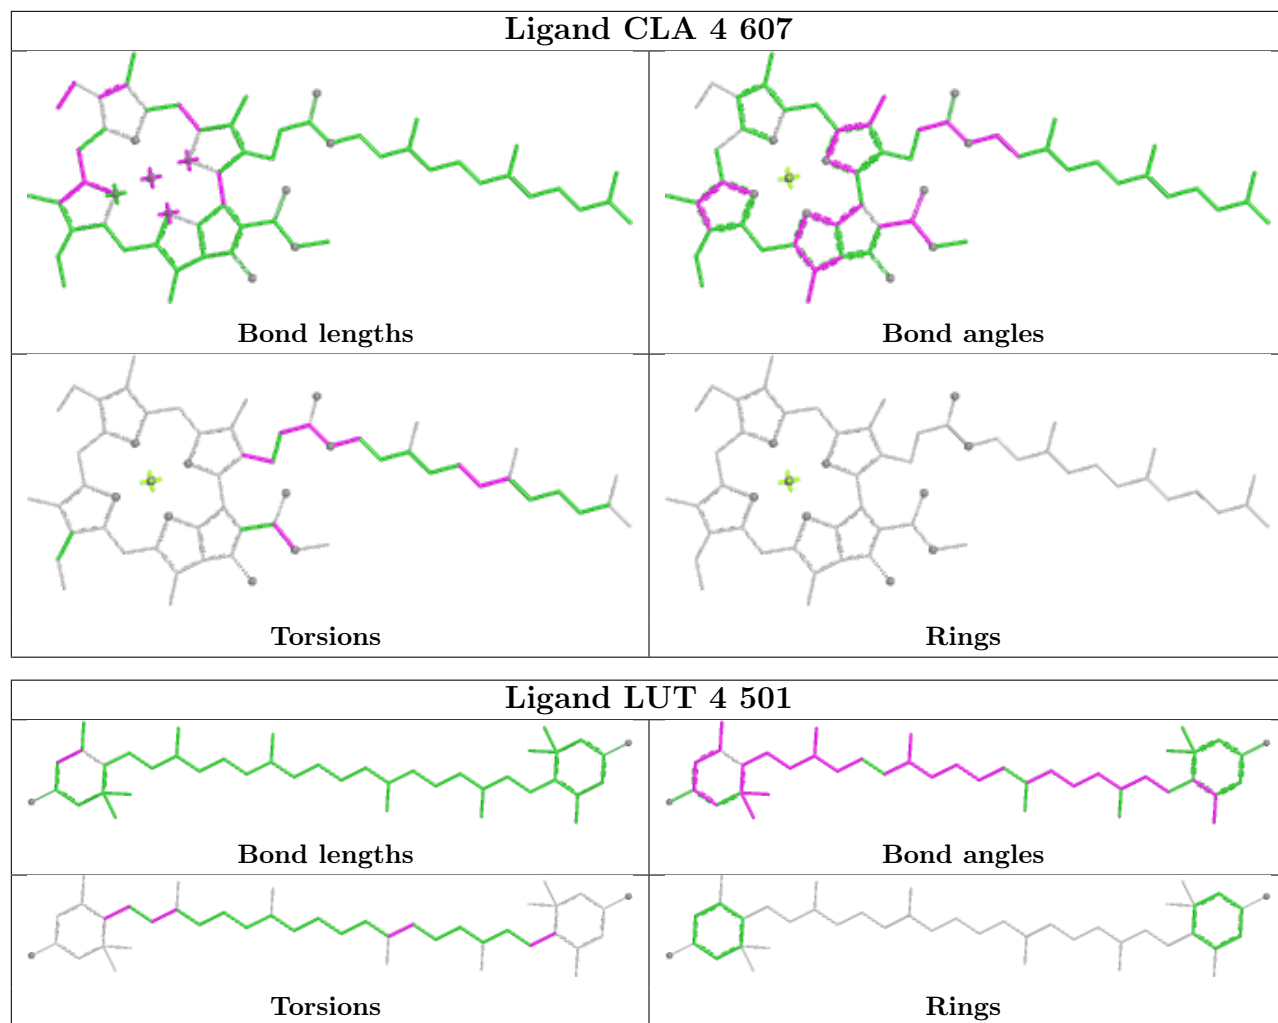 Ligand CLA 4 607
Bond lengths
Bond angles
Torsions
Rings
Ligand LUT 4 501
Bond lengths
Bond angles
Torsions
Rings